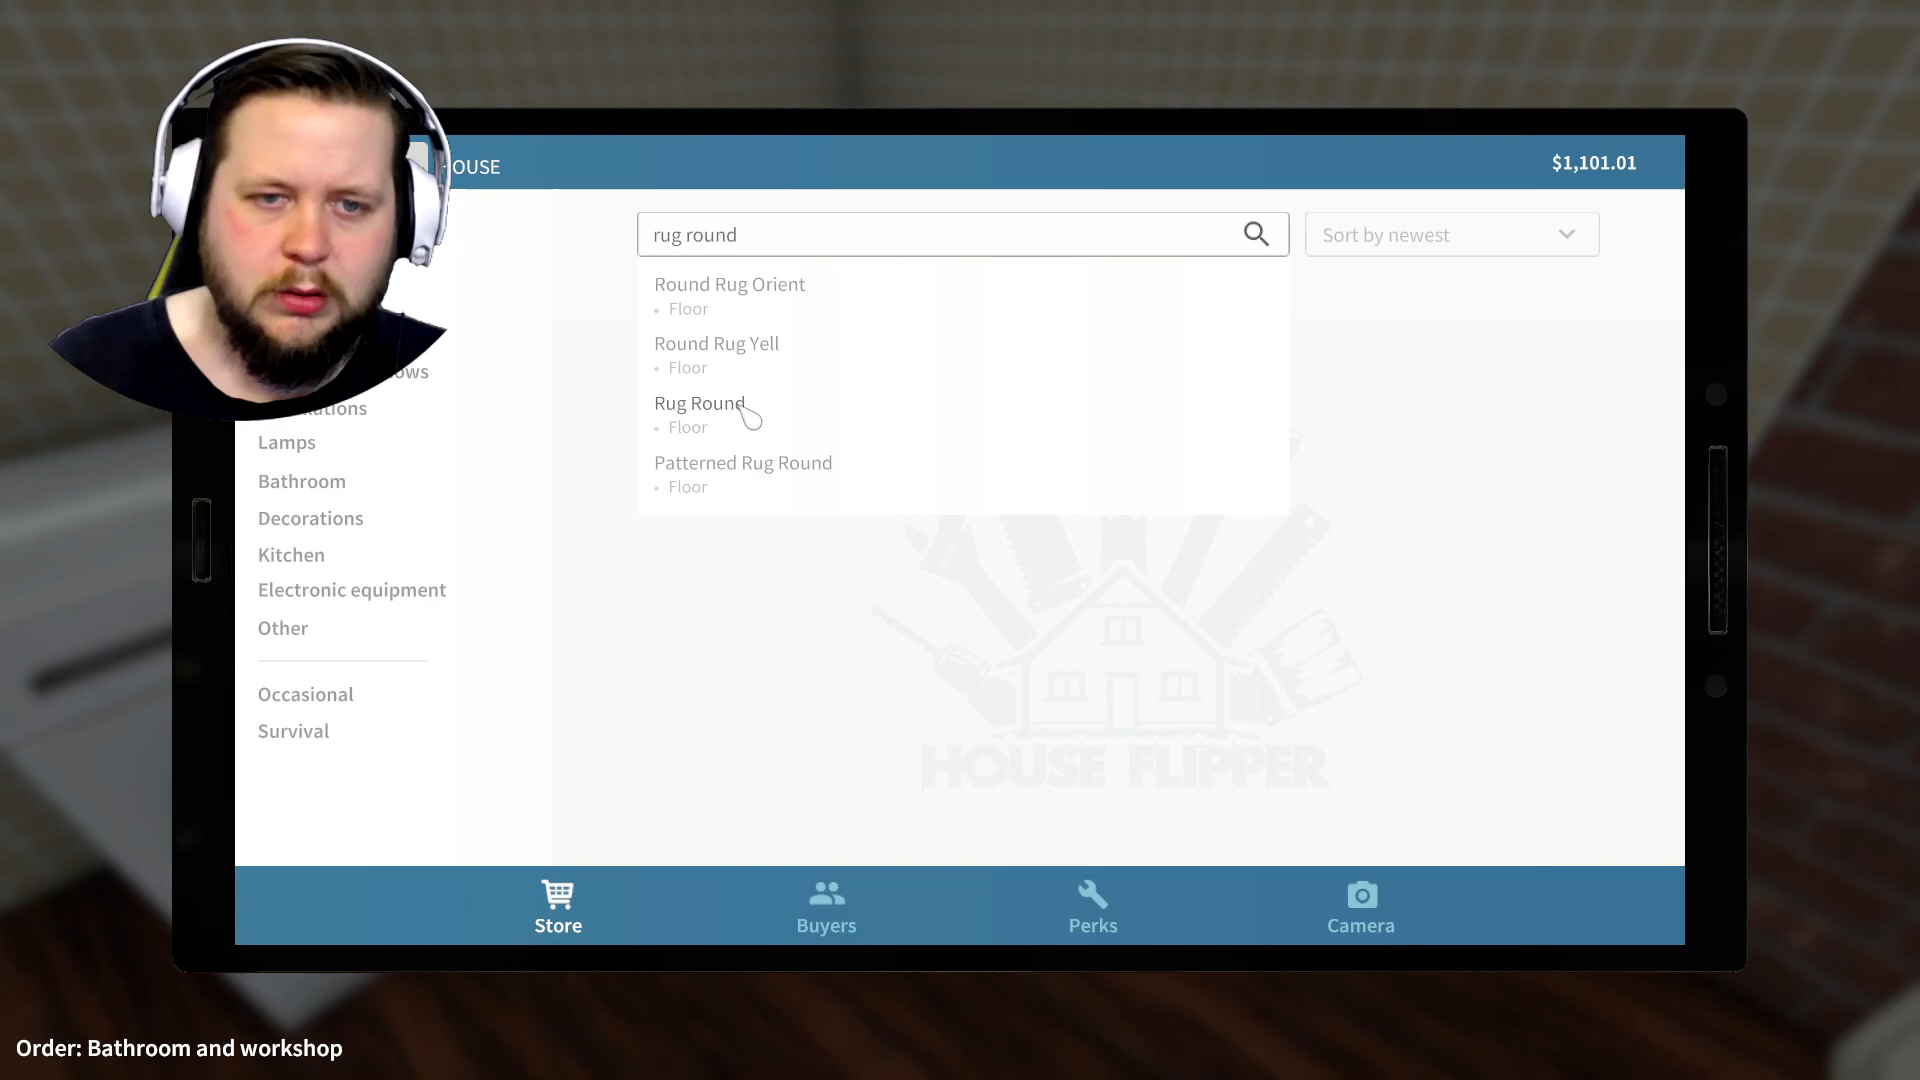 OUSE
$1,101.01
rug round
Sort by newest
Round Rug Orient
Floor
Round Rug Yell
Floor
Rug Round
Floor
Patterned Rug Round
Floor
Lamps
Bathroom
Decorations
Kitchen
Electronic equipment
Other
Occasional
Survival
HOUSE FLIPPER
Store
Buyers
Perks
Camera
Order: Bathroom and workshop